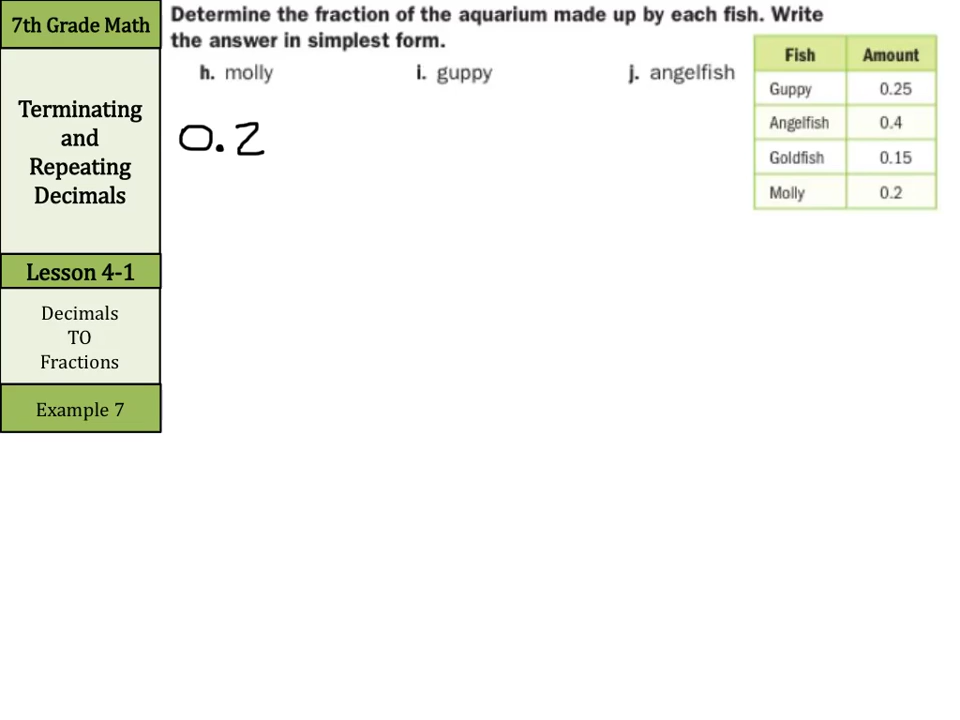 7th Grade Math
Terminating
and
Repeating
Decimals
Lesson 4-1
Decimals
TO
Fractions
Example 7
Determine the fraction of the aquarium made up by each fish. Write
the answer in simplest form.
h. molly i. guppy j. angelfish
0.2
Fish Amount
Guppy 0.25
Angelfish 0.4
Goldfish 0.15
Molly 0.2